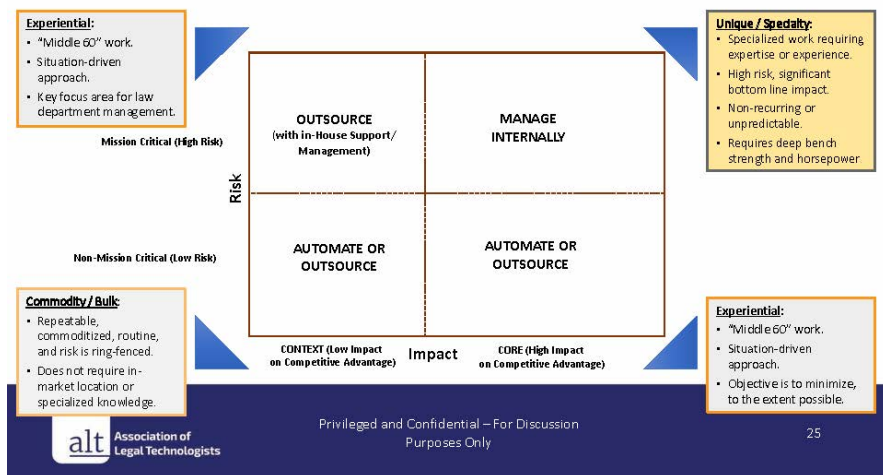 Experiential:
• “Middle 60” work.
• Situation-driven
approach.
• Key focus area for law
department management.
Unique / Specialty:
• Specialized work requiring
expertise or experience.
• High risk, significant
bottom line impact.
• Non-recurring or
unpredictable.
• Requires deep bench
strength and horsepower.
Mission Critical (High Risk)
OUTSOURCE
(with in-House Support/
Management)
MANAGE
INTERNALLY
Risk
Non-Mission Critical (Low Risk)
AUTOMATE OR
OUTSOURCE
AUTOMATE OR
OUTSOURCE
Commodity / Bulk:
• Repeatable,
commoditized, routine,
and risk is ring-fenced.
• Does not require in-
market location or
specialized knowledge.
CONTEXT (Low Impact
on Competitive Advantage)
Impact
CORE (High Impact
on Competitive Advantage)
Experiential:
• “Middle 60” work.
• Situation-driven
approach.
• Objective is to minimize,
to the extent possible.
alt
Association of
Legal Technologists
Privileged and Confidential – For Discussion
Purposes Only
25